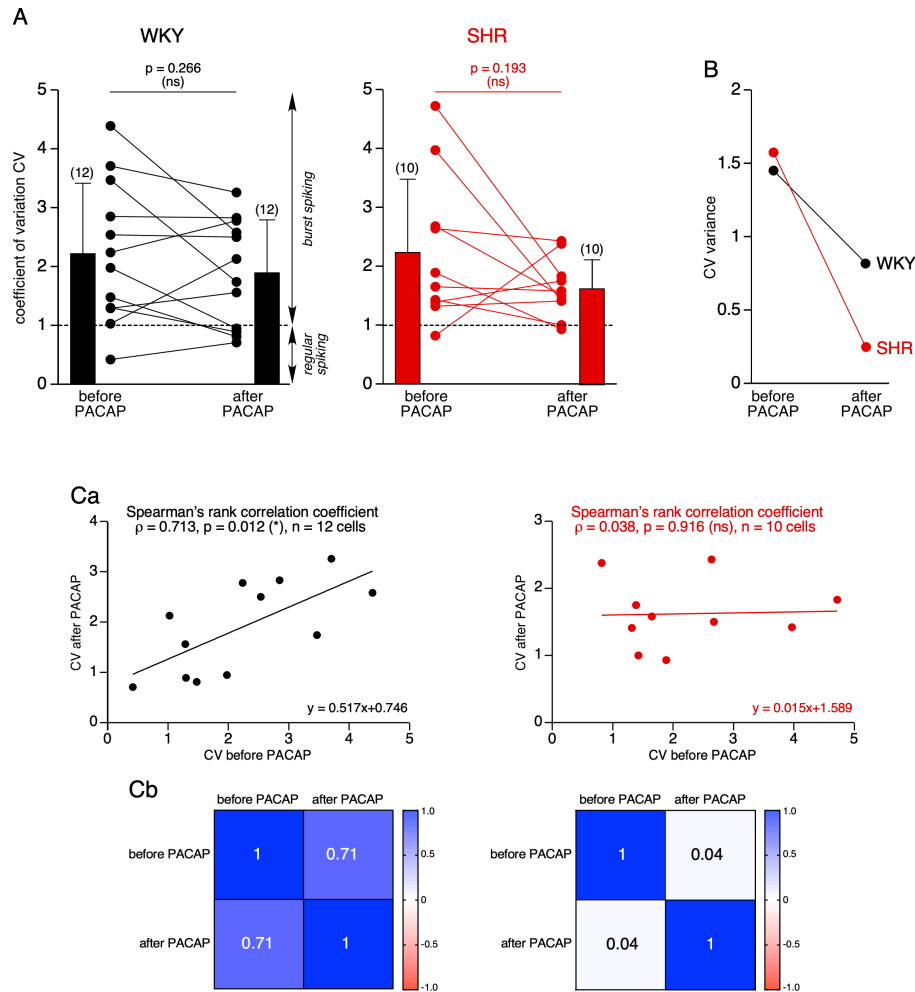 A
WKY
SHR
p = 0.266
(ns)
p = 0.193
(ns)
B
coefficient of variation CV
5
4
3
2
1
0
(12)
(12)
burst spiking
regular
spiking
before
PACAP
after
PACAP
5
4
3
2
1
0
(10)
(10)
before
PACAP
after
PACAP
CV variance
2
1.5
1
0.5
0
WKY
SHR
before
PACAP
after
PACAP
Ca
Spearman's rank correlation coefficient
ρ = 0.713, p = 0.012 (*), n = 12 cells
CV after PACAP
4
3
2
1
0
y = 0.517x+0.746
0
1
2
3
4
5
CV before PACAP
Spearman's rank correlation coefficient
ρ = 0.038, p = 0.916 (ns), n = 10 cells
CV after PACAP
3
2
1
0
y = 0.015x+1.589
0
1
2
3
4
5
CV before PACAP
Cb
before PACAP after PACAP
before PACAP
1
0.71
after PACAP
0.71
1
1.0
0.5
0
-0.5
-1.0
before PACAP after PACAP
before PACAP
1
0.04
after PACAP
0.04
1
1.0
0.5
0
-0.5
-1.0